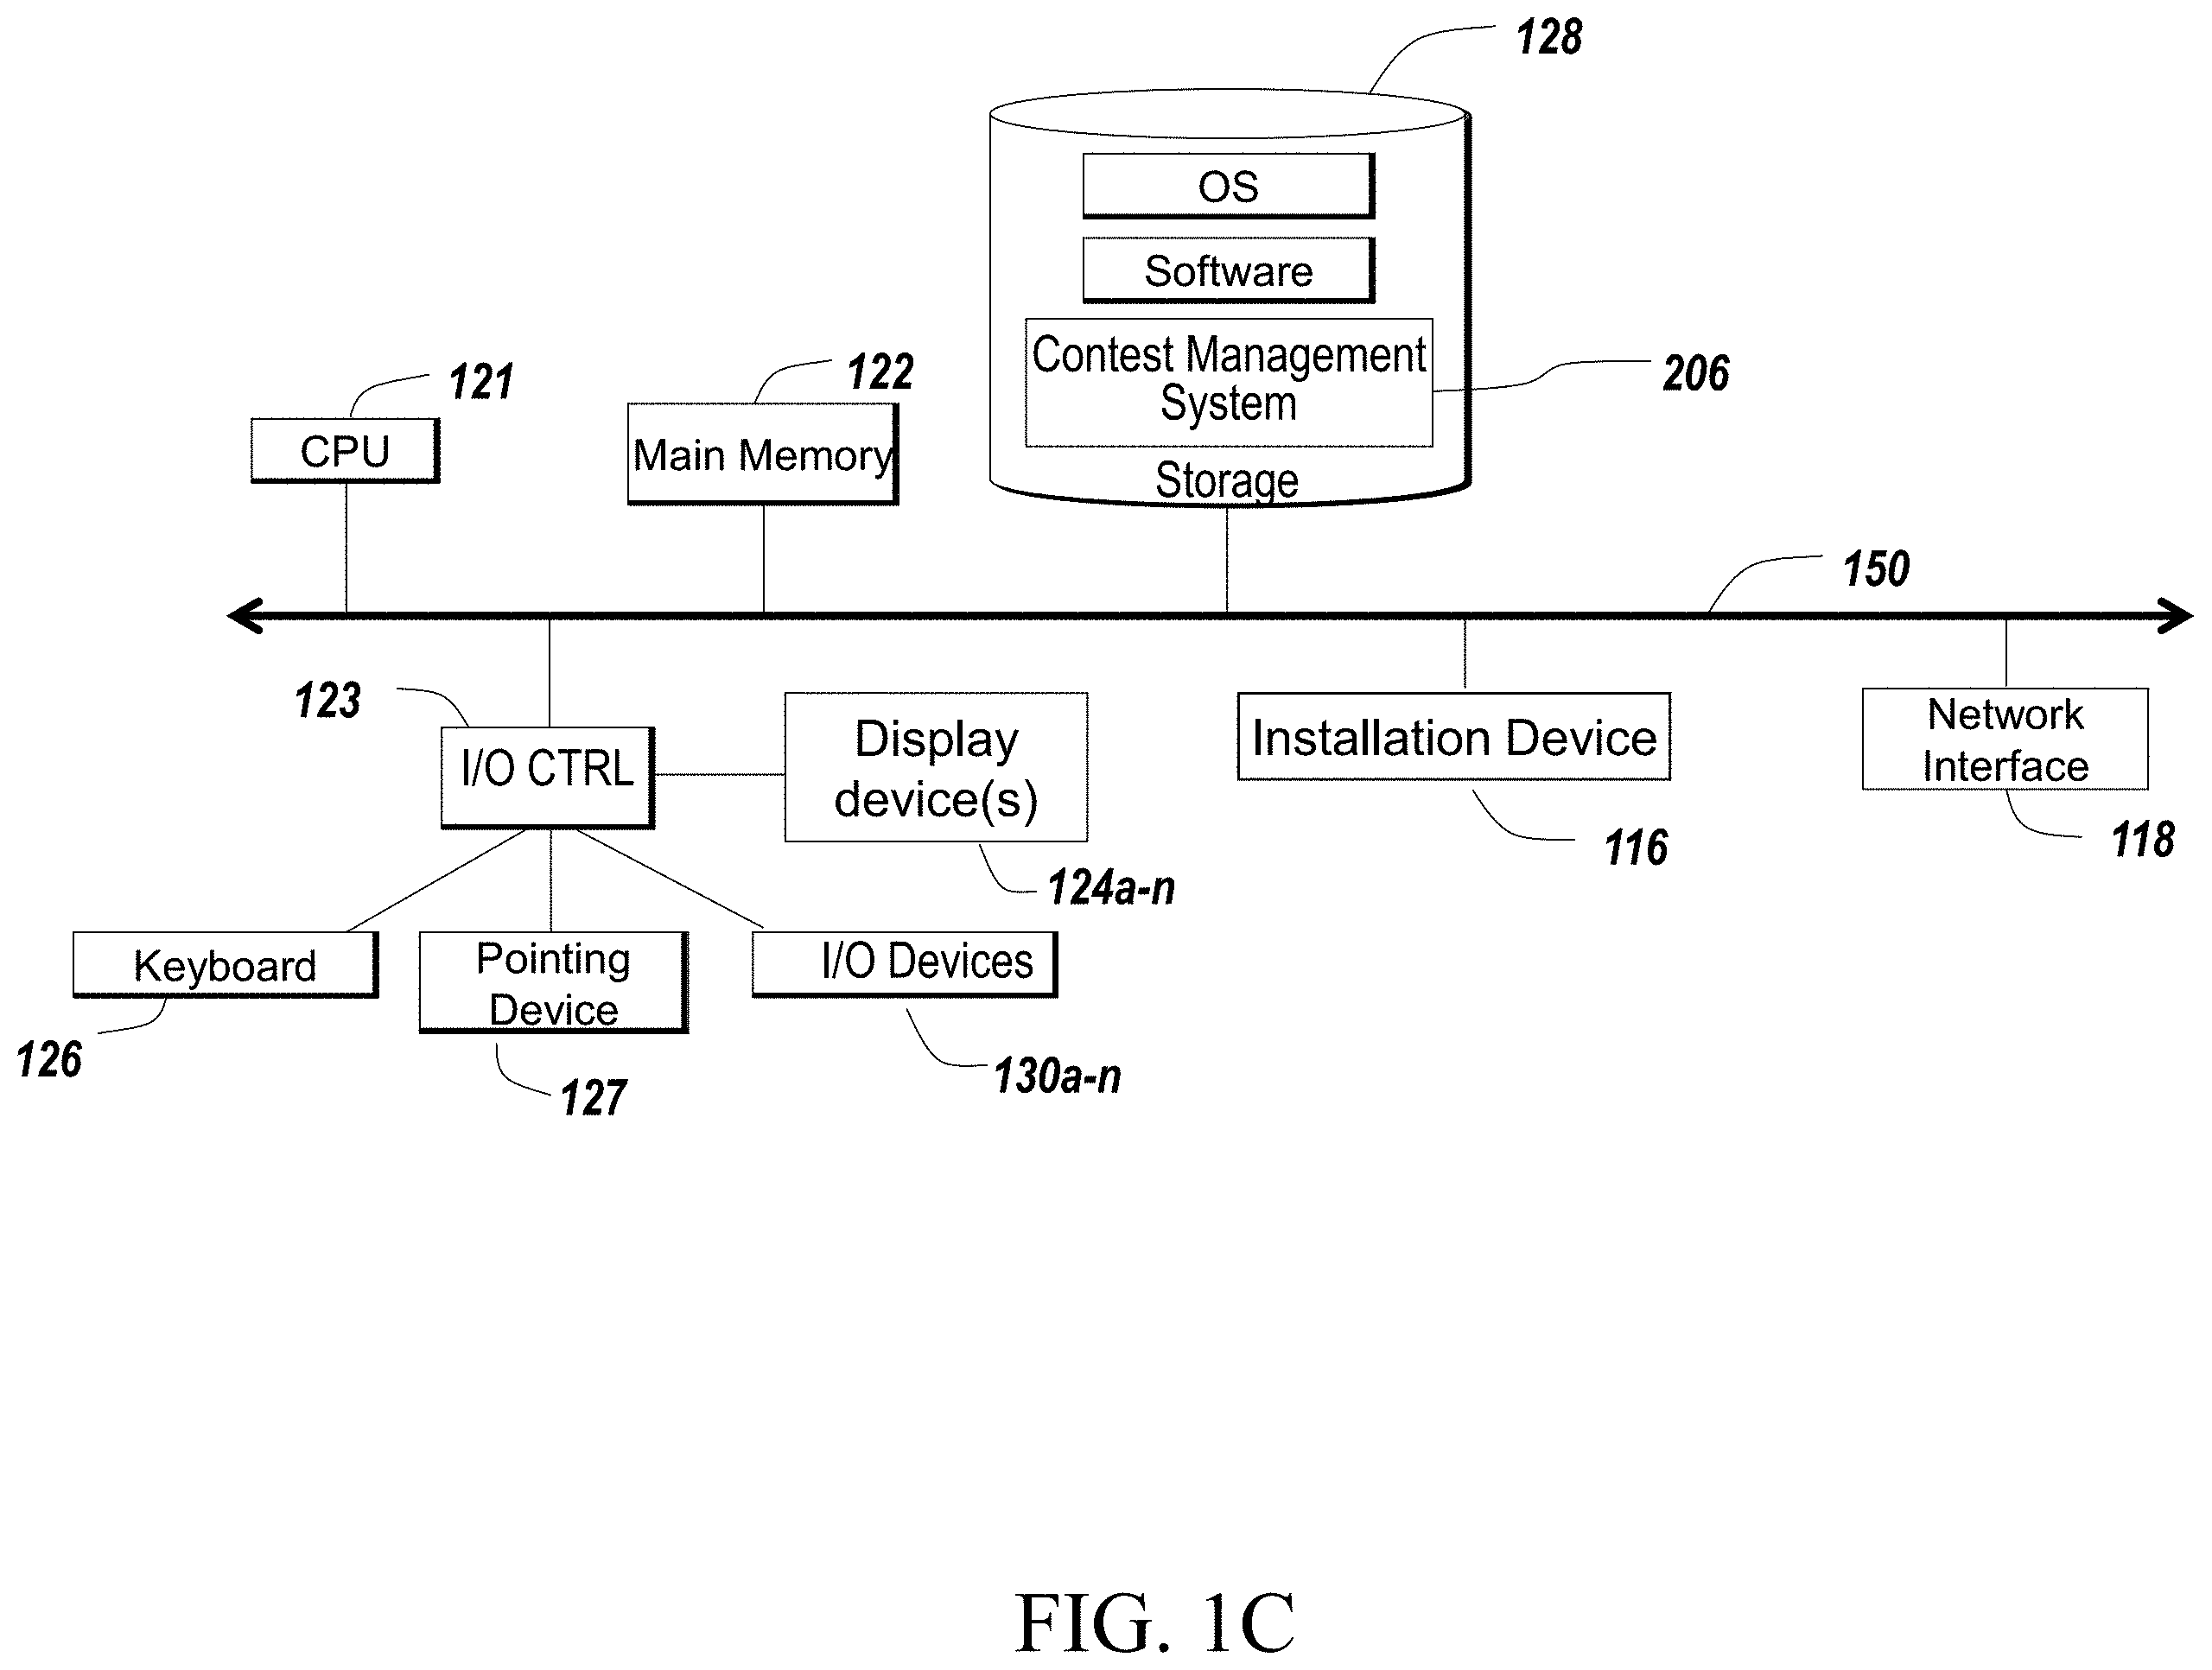 128
OS
Software
Contest Management
System
206
Storage
121
CPU
122
Main Memory
150
123
I/O CTRL
Display
device(s)
124a-n
Installation Device
116
Network
Interface
118
Keyboard
126
Pointing
Device
127
I/O Devices
130a-n
FIG. 1C